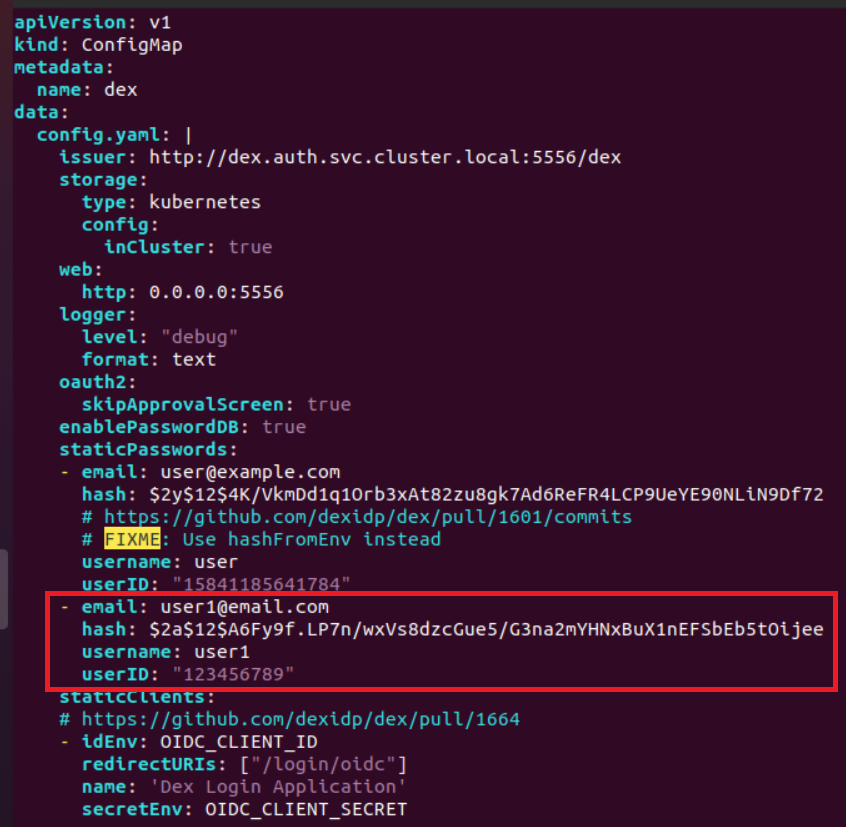 apiVersion: v1
kind: ConfigMap
metadata:
  name: dex
data:
  config.yaml: |
    issuer: http://dex.auth.svc.cluster.local:5556/dex
    storage:
      type: kubernetes
      config:
        inCluster: true
    web:
      http: 0.0.0.0:5556
    logger:
      level: "debug"
      format: text
    oauth2:
      skipApprovalScreen: true
    enablePasswordDB: true
    staticPasswords:
    - email: user@example.com
      hash: $2y$12$4K/VkmDd1q1Orb3xAt82zu8gk7Ad6ReFR4LCP9UeYE90NLiN9Df72
      # https://github.com/dexidp/dex/pull/1601/commits
      # FIXME: Use hashFromEnv instead
      username: user
      userID: "15841185641784"
    - email: user1@email.com
      hash: $2a$12$A6Fy9f.LP7n/wxVs8dzcGue5/G3na2mYHNxBuX1nEFSbEb5tOijee
      username: user1
      userID: "123456789"
    staticClients:
    # https://github.com/dexidp/dex/pull/1664
    - idEnv: OIDC_CLIENT_ID
      redirectURIs: ["/login/oidc"]
      name: 'Dex Login Application'
      secretEnv: OIDC_CLIENT_SECRET